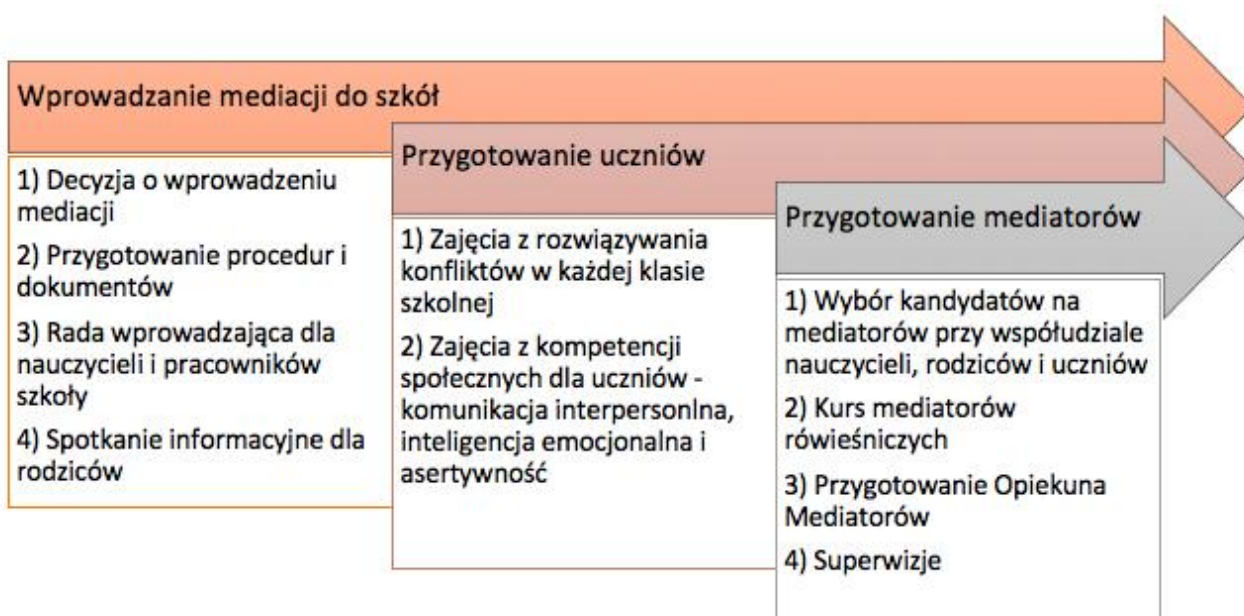 Wprowadzanie mediacji do szkół
1) Decyzja o wprowadzeniu
mediacji
2) Przygotowanie procedur i
dokumentów
3) Rada wprowadzająca dla
nauczycieli i pracowników
szkoły
4) Spotkanie informacyjne dla
rodziców
Przygotowanie uczniów
1) Zajęcia z rozwiązywania
konfliktów w każdej klasie
szkolnej
2) Zajęcia z kompetencji
społecznych dla uczniów -
komunikacja interpersonlna,
inteligencja emocjonalna i
asertywność
Przygotowanie mediatorów
1) Wybór kandydatów na
mediatorów przy współudziale
nauczycieli, rodziców i uczniów
2) Kurs mediatorów
rówieśniczych
3) Przygotowanie Opiekuna
Mediatorów
4) Superwizje